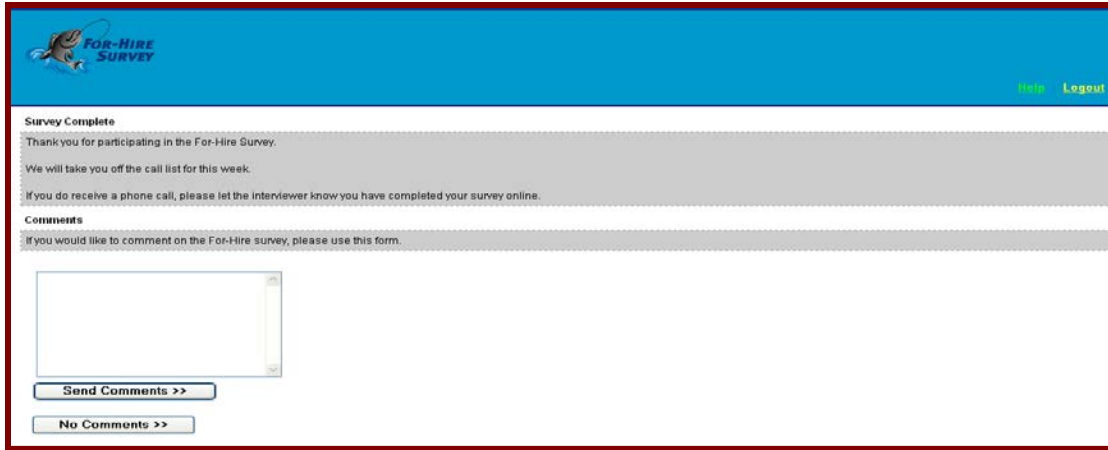 FOR-HIRE
SURVEY
Help Logout
Survey Complete
Thank you for participating in the For-Hire Survey.
We will take you off the call list for this week.
If you do receive a phone call, please let the interviewer know you have completed your survey online.
Comments
If you would like to comment on the For-Hire survey, please use this form.
Send Comments >>
No Comments >>